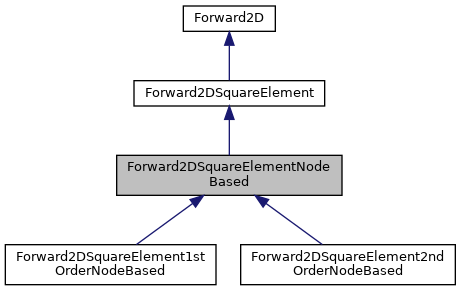 Forward2D
Forward2DSquareElement
Forward2DSquareElementNode
Based
Forward2DSquareElement1st
OrderNodeBased
Forward2DSquareElement2nd
OrderNodeBased